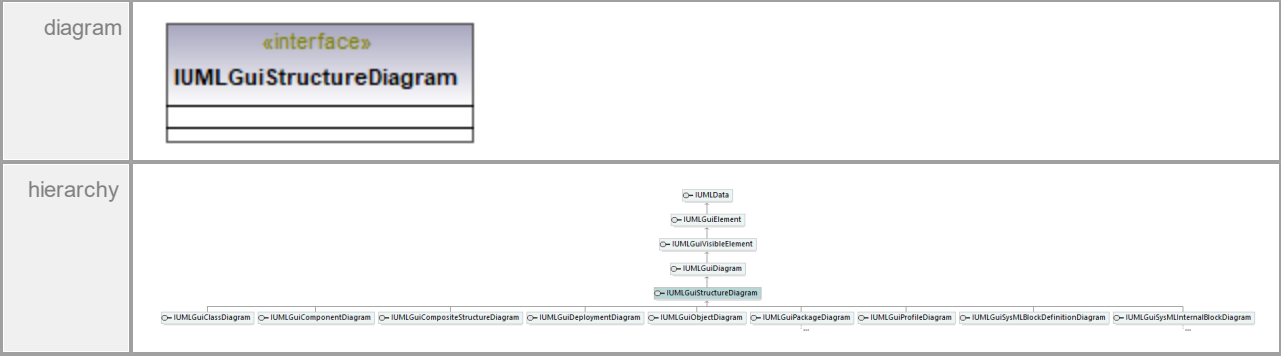 diagram
«interface»
IUMLGuiStructureDiagram
hierarchy
IUMLData
IUMLGuiElement
IUMLGuiVisibleElement
IUMLGuiDiagram
IUMLGuiStructureDiagram
IUMLGuiClassDiagram IUMLGuiComponentDiagram IUMLGuiCompositeStructureDiagram IUMLGuiDeploymentDiagram IUMLGuiObjectDiagram IUMLGuiPackageDiagram IUMLGuiProfileDiagram IUMLGuiSysMLBlockDefinitionDiagram IUMLGuiSysMLInternalBlockDiagram
... ...